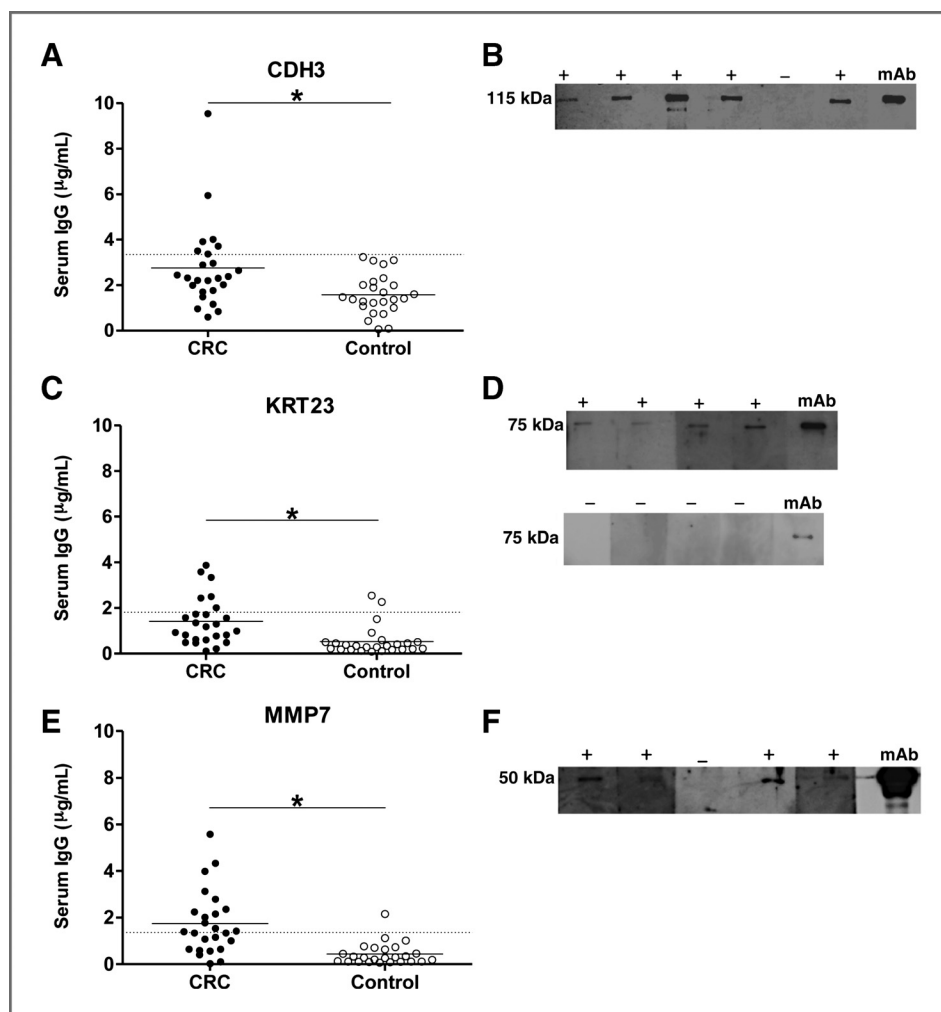 A
CDH3
*
10
8
6
4
2
0
Serum IgG (μg/mL)
CRC Control
B
+ + + + – + mAb
115 kDa
C
KRT23
*
10
8
6
4
2
0
Serum IgG (μg/mL)
CRC Control
D
+ + + + mAb
75 kDa
– – – – mAb
75 kDa
E
MMP7
*
10
8
6
4
2
0
Serum IgG (μg/mL)
CRC Control
F
+ + – + + mAb
50 kDa